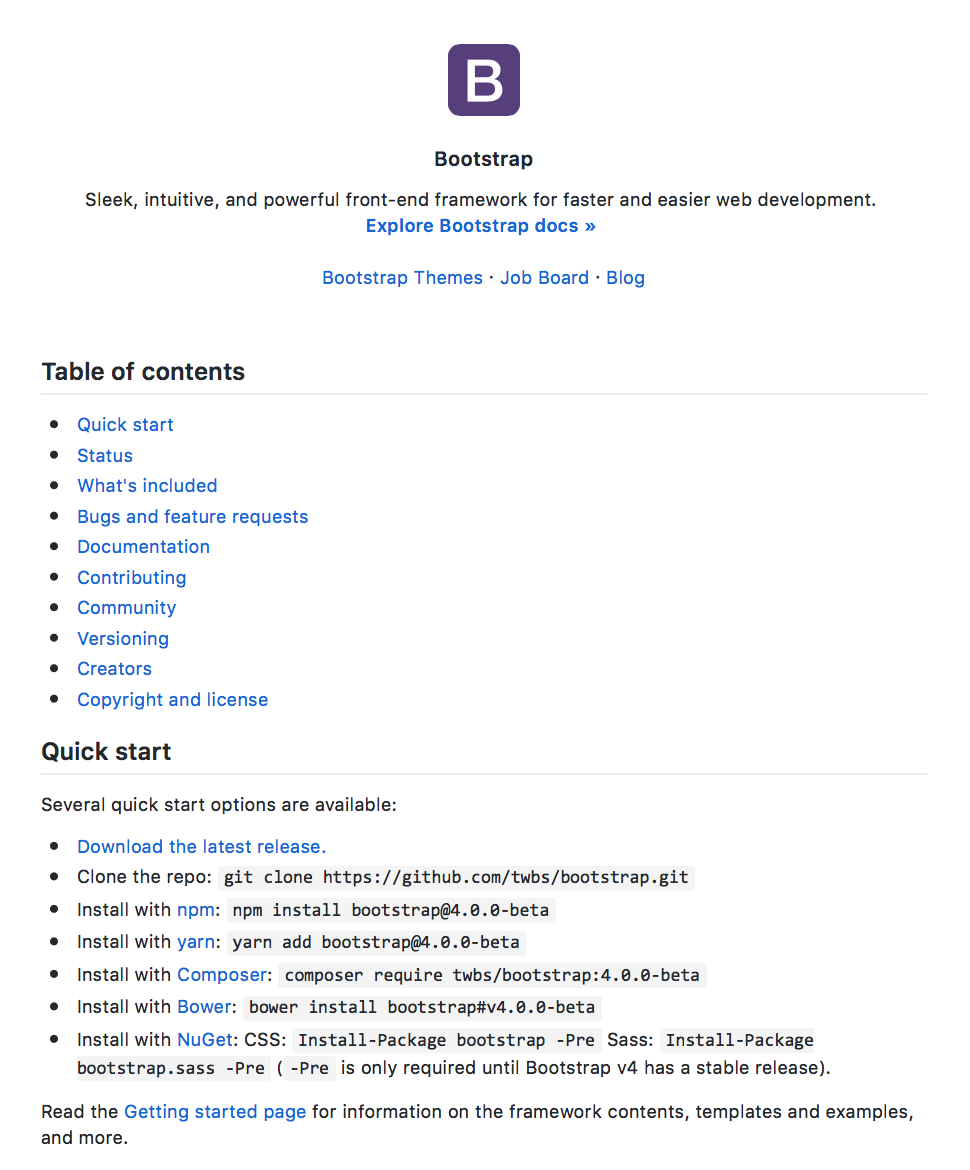 B
Bootstrap
Sleek, intuitive, and powerful front-end framework for faster and easier web development.
Explore Bootstrap docs »
Bootstrap Themes · Job Board · Blog
Table of contents
Quick start
Status
What's included
Bugs and feature requests
Documentation
Contributing
Community
Versioning
Creators
Copyright and license
Quick start
Several quick start options are available:
Download the latest release.
Clone the repo: git clone https://github.com/twbs/bootstrap.git
Install with npm: npm install bootstrap@4.0.0-beta
Install with yarn: yarn add bootstrap@4.0.0-beta
Install with Composer: composer require twbs/bootstrap:4.0.0-beta
Install with Bower: bower install bootstrap#v4.0.0-beta
Install with NuGet: CSS: Install-Package bootstrap -Pre Sass: Install-Package
bootstrap.sass -Pre ( -Pre is only required until Bootstrap v4 has a stable release).
Read the Getting started page for information on the framework contents, templates and examples,
and more.